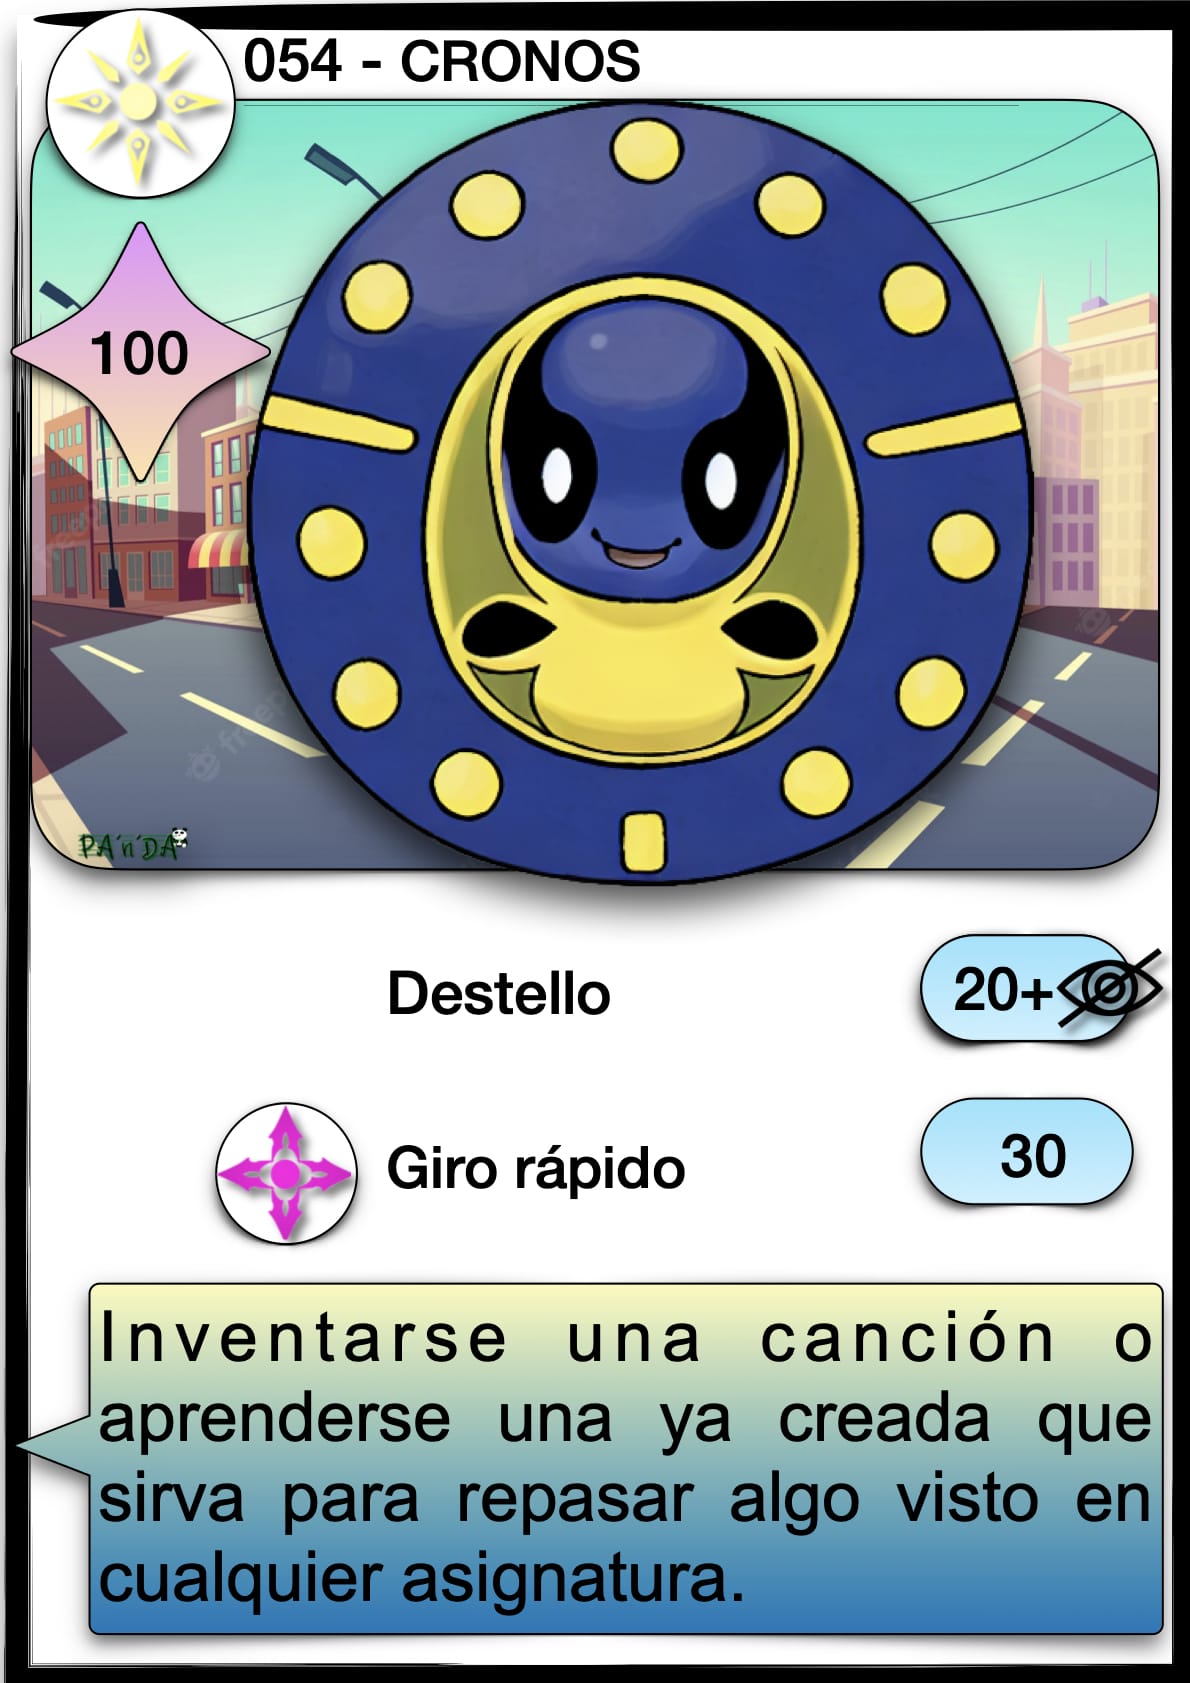 054 - CRONOS
100
PA'n'DA
Destello
20+
Giro rápido
30
Inventarse una canción o
aprenderse una ya creada que
sirva para repasar algo visto en
cualquier asignatura.